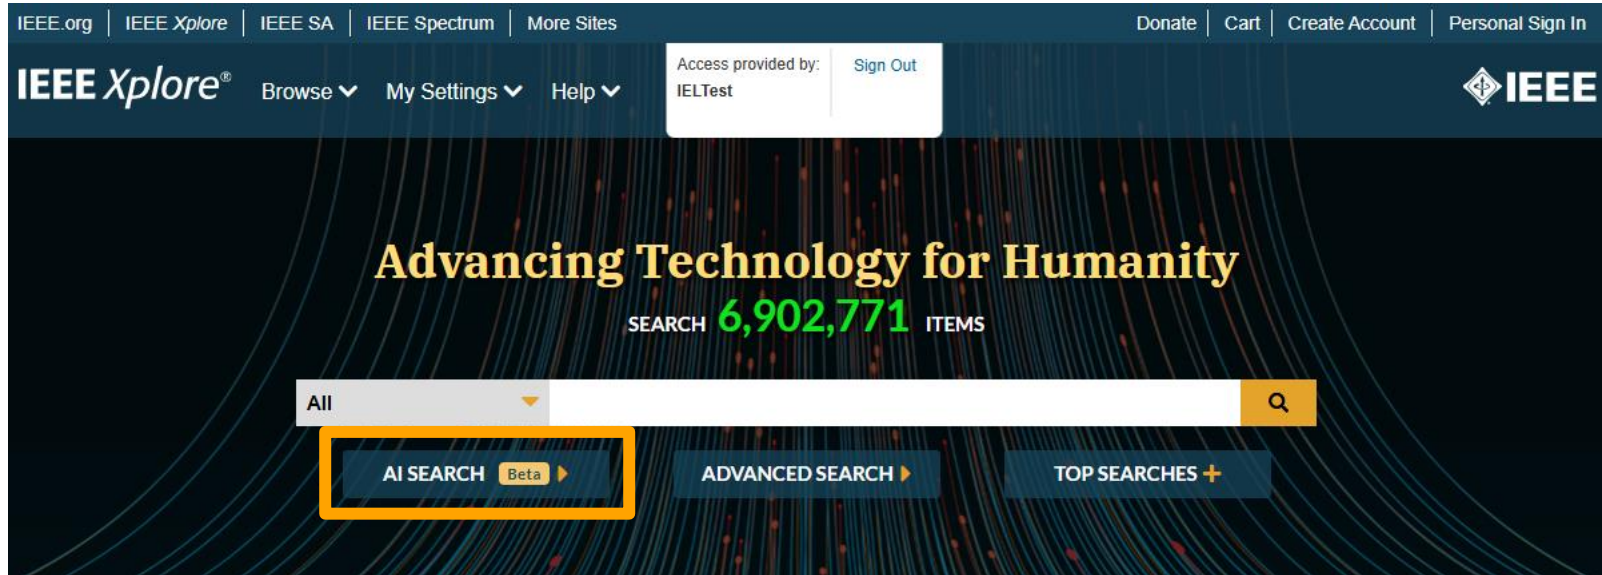 IEEE.org IEEE Xplore IEEE SA IEEE Spectrum More Sites Donate Cart Create Account Personal Sign In
IEEE Xplore® Browse My Settings Help
Access provided by: Sign Out
IELTest
IEEE
Advancing Technology for Humanity
SEARCH 6,902,771 ITEMS
All
AI SEARCH Beta ADVANCED SEARCH TOP SEARCHES +